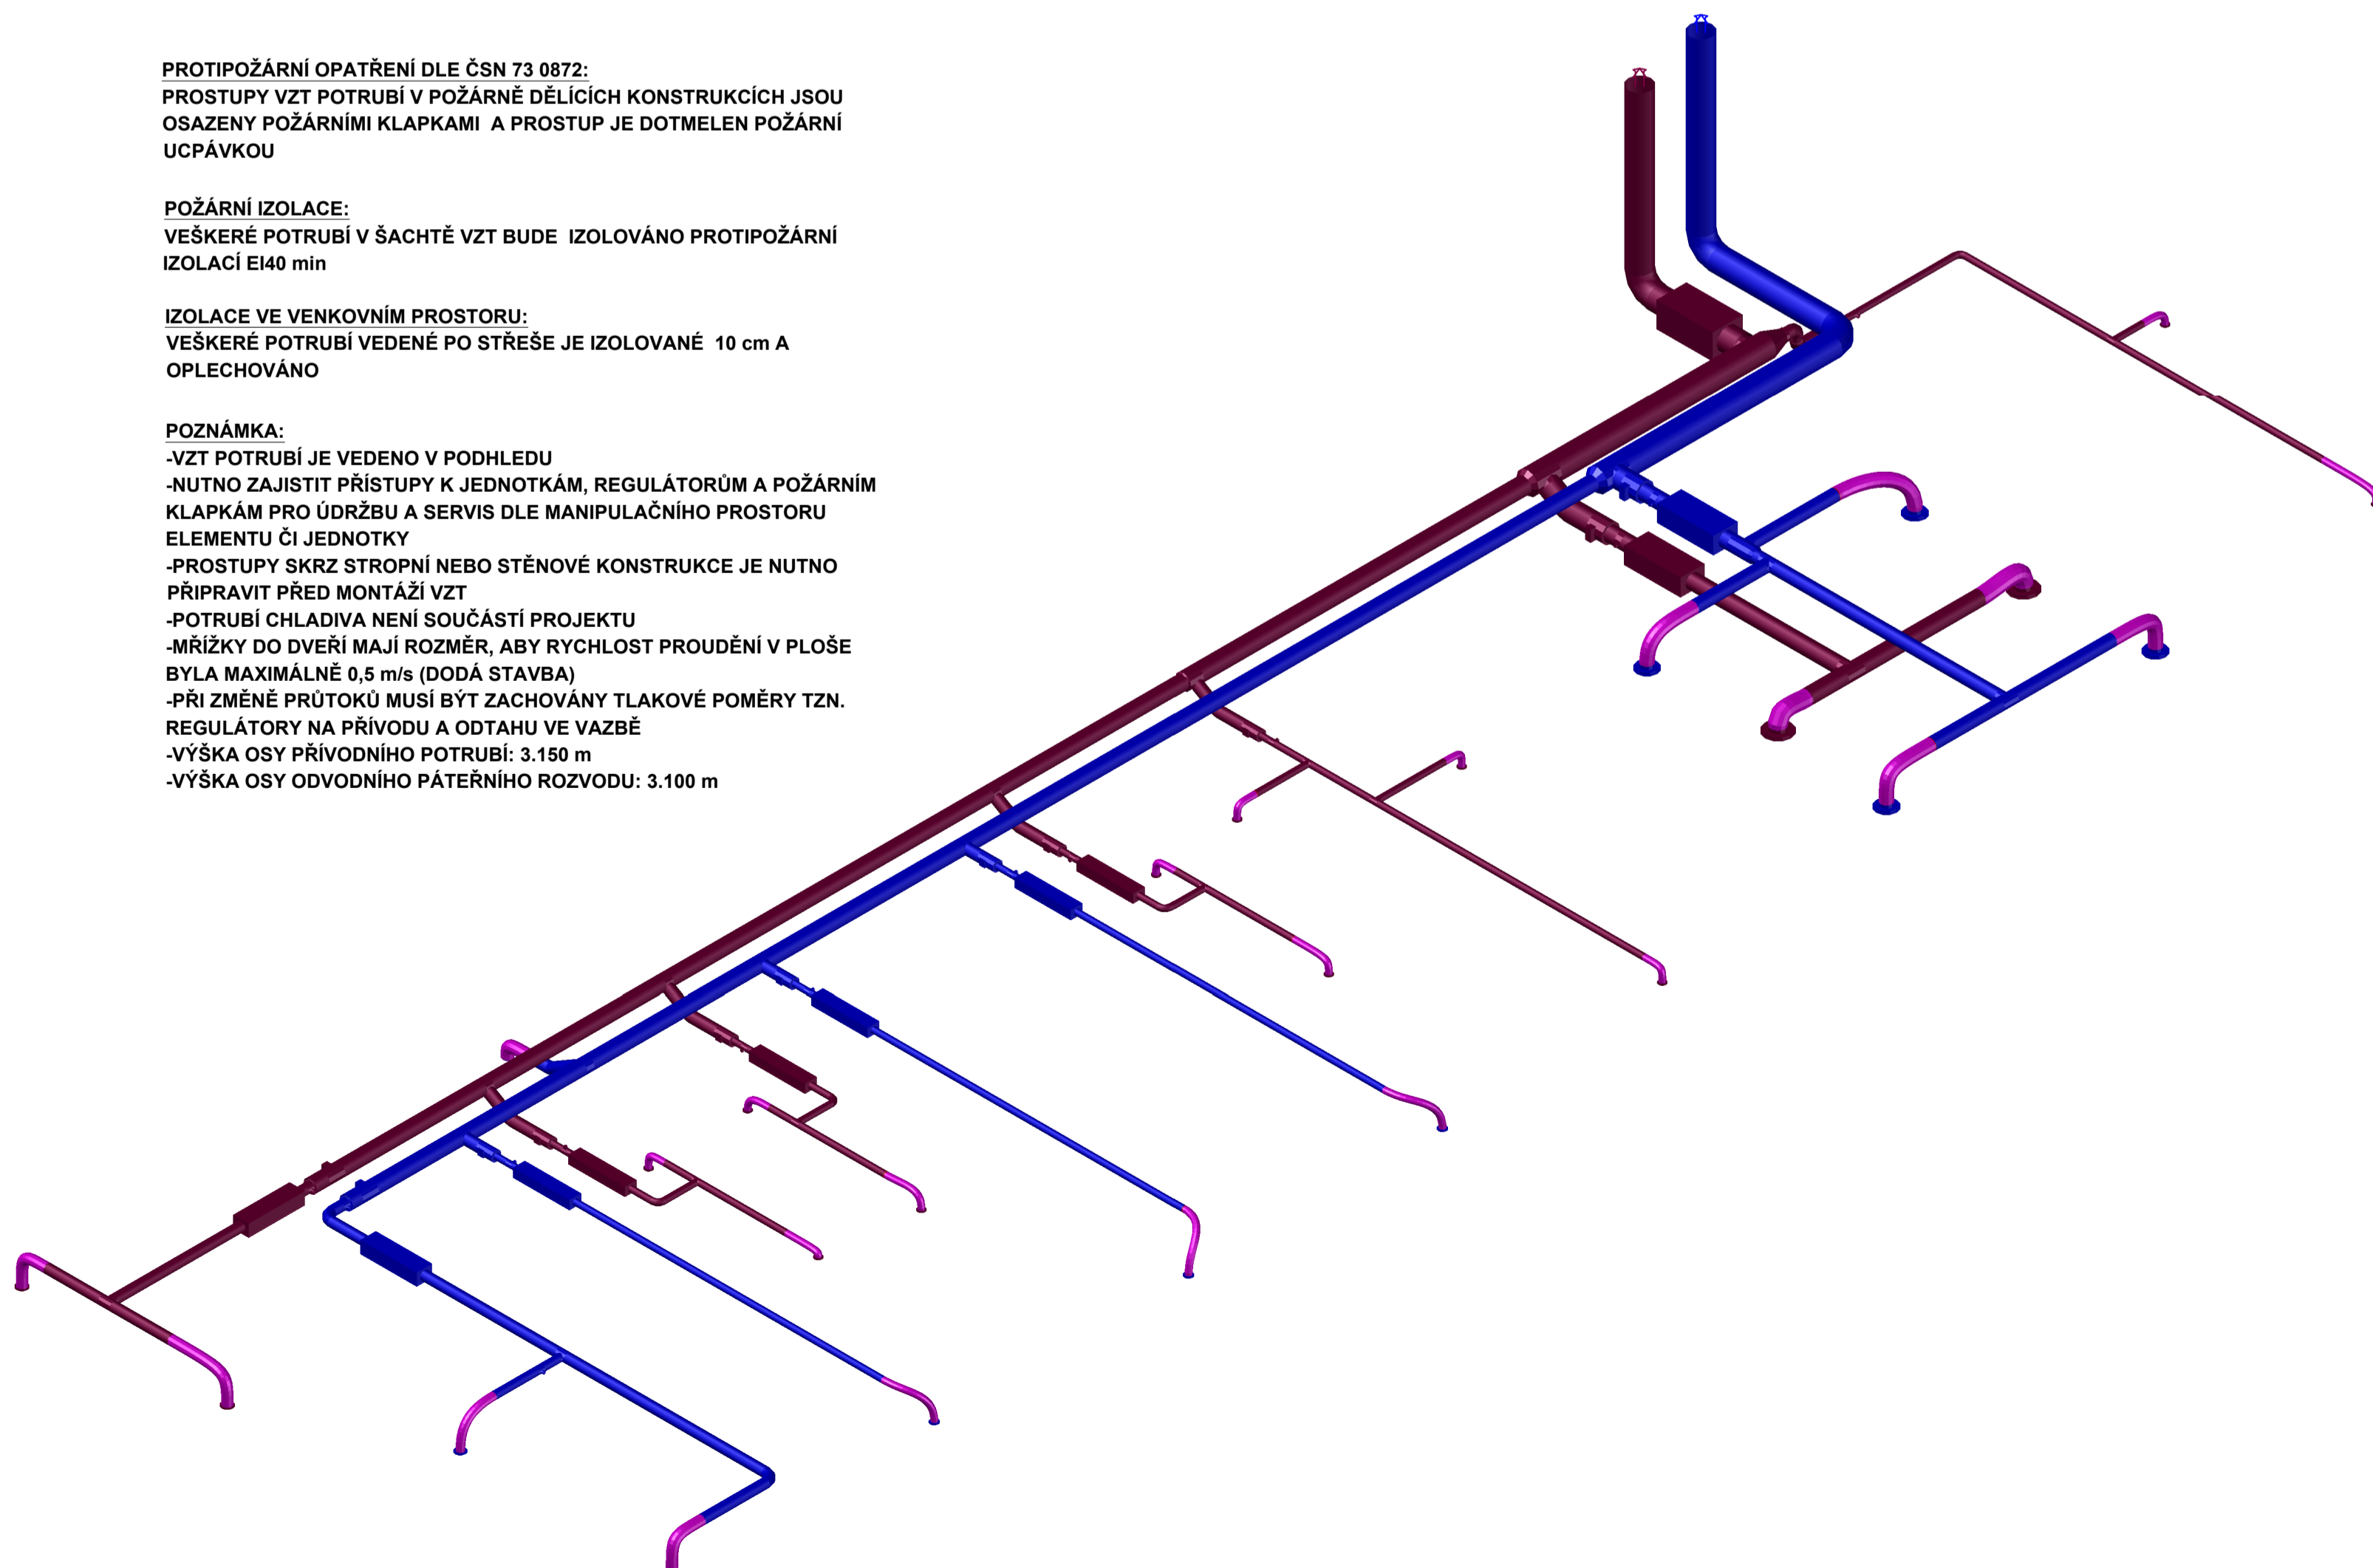 PROTIPOŽÁRNÍ OPATŘENÍ DLE ČSN 73 0872:
PROSTUPY VZT POTRUBÍ V POŽÁRNĚ DĚLÍCÍCH KONSTRUKCÍCH JSOU
OSAZENY POŽÁRNÍMI KLAPKAMI A PROSTUP JE DOTMELEN POŽÁRNÍ
UCPÁVKOU
POŽÁRNÍ IZOLACE:
VEŠKERÉ POTRUBÍ V ŠACHTĚ VZT BUDE IZOLOVÁNO PROTIPOŽÁRNÍ
IZOLACÍ EI40 min
IZOLACE VE VENKOVNÍM PROSTORU:
VEŠKERÉ POTRUBÍ VEDENÉ PO STŘEŠE JE IZOLOVANÉ 10 cm A
OPLECHOVÁNO
POZNÁMKA:
-VZT POTRUBÍ JE VEDENO V PODHLEDU
-NUTNO ZAJISTIT PŘÍSTUPY K JEDNOTKÁM, REGULÁTORŮM A POŽÁRNÍM
KLAPKÁM PRO ÚDRŽBU A SERVIS DLE MANIPULAČNÍHO PROSTORU
ELEMENTU ČI JEDNOTKY
-PROSTUPY SKRZ STROPNÍ NEBO STĚNOVÉ KONSTRUKCE JE NUTNO
PŘIPRAVIT PŘED MONTÁŽÍ VZT
-POTRUBÍ CHLADIVA NENÍ SOUČÁSTÍ PROJEKTU
-MŘÍŽKY DO DVEŘÍ MAJÍ ROZMĚR, ABY RYCHLOST PROUDĚNÍ V PLOŠE
BYLA MAXIMÁLNĚ 0,5 m/s (DODÁ STAVBA)
-PŘI ZMĚNĚ PRŮTOKŮ MUSÍ BÝT ZACHOVÁNY TLAKOVÉ POMĚRY TZN.
REGULÁTORY NA PŘÍVODU A ODTAHU VE VAZBĚ
-VÝŠKA OSY PŘÍVODNÍHO POTRUBÍ: 3.150 m
-VÝŠKA OSY ODVODNÍHO PÁTEŘNÍHO ROZVODU: 3.100 m